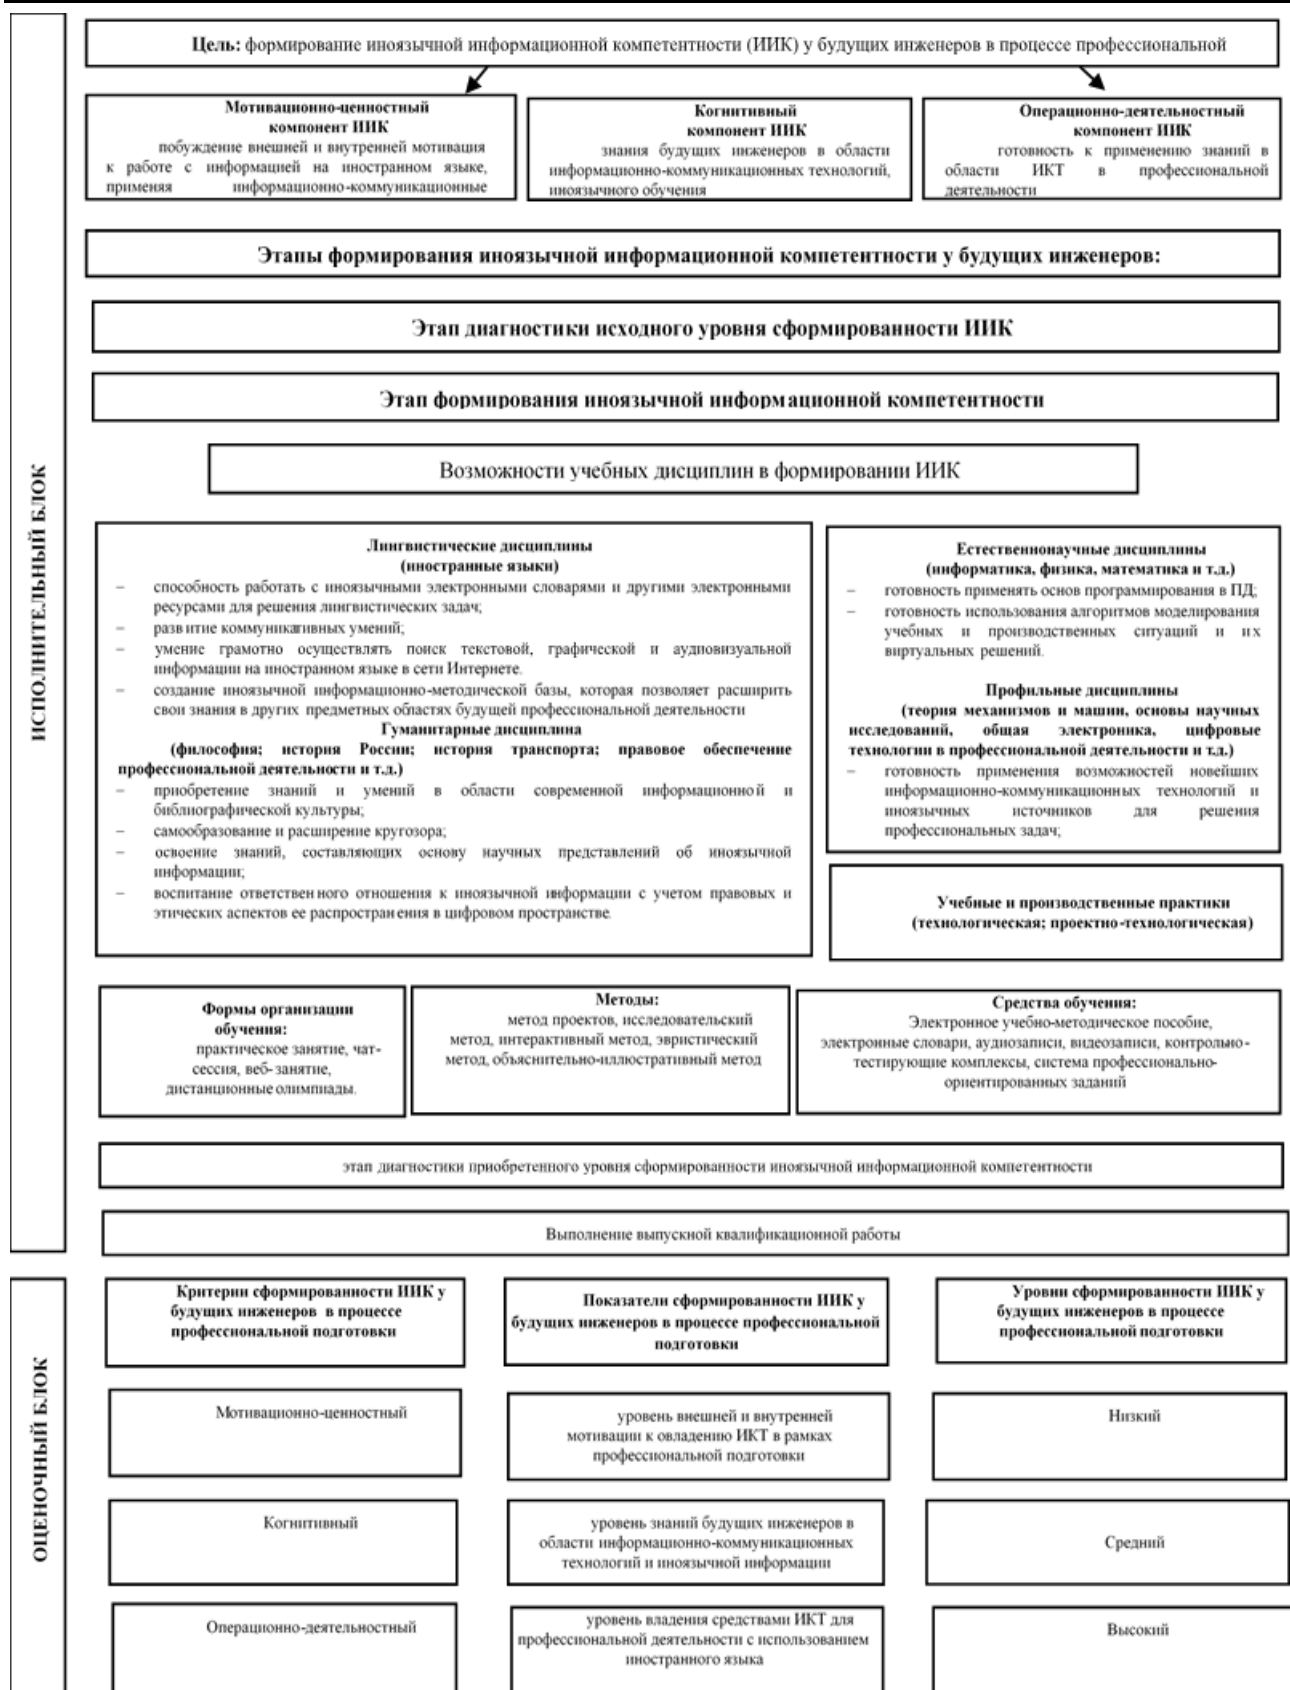 Цель: формирование иноязычной информационной компетентности (ИИК) у будущих инженеров в процессе профессиональной
Мотивационно-ценностный
компонент ИИК
побуждение внешней и внутренней мотивация
к работе с информацией на иностранном языке,
применяя информационно-коммуникационные
Когнитивный
компонент ИИК
знания будущих инженеров в области
информационно-коммуникационных технологий,
иноязычного обучения
Операционно-деятельностный
компонент ИИК
готовность к применению знаний в
области ИКТ в профессиональной
деятельности
Этапы формирования иноязычной информационной компетентности у будущих инженеров:
Этап диагностики исходного уровня сформированности ИИК
Этап формирования иноязычной информационной компетентности
Возможности учебных дисциплин в формировании ИИК
ИСПОЛНИТЕЛЬНЫЙ БЛОК
Лингвистические дисциплины
(иностранные языки)
– способность работать с иноязычными электронными словарями и другими электронными
ресурсами для решения лингвистических задач;
– развитие коммуникативных умений;
– умение грамотно осуществлять поиск текстовой, графической и аудиовизуальной
информации на иностранном языке в сети Интернете.
– создание иноязычной информационно-методической базы, которая позволяет расширить
свои знания в других предметных областях будущей профессиональной деятельности
Гуманитарные дисциплина
(философия; история России; история транспорта; правовое обеспечение
профессиональной деятельности и т.д.)
– приобретение знаний и умений в области современной информационной и
библиографической культуры;
– самообразование и расширение кругозора;
– освоение знаний, составляющих основу научных представлений об иноязычной
информации;
– воспитание ответственного отношения к иноязычной информации с учетом правовых и
этических аспектов ее распространения в цифровом пространстве.
Естественнонаучные дисциплины
(информатика, физика, математика и т.д.)
– готовность применять основ программирования в ПД;
– готовность использования алгоритмов моделирования
учебных и производственных ситуаций и их
виртуальных решений.
Профильные дисциплины
(теория механизмов и машин, основы научных
исследований, общая электроника, цифровые
технологии в профессиональной деятельности и т.д.)
– готовность применения возможностей новейших
информационно-коммуникационных технологий и
иноязычных источников для решения
профессиональных задач;
Учебные и производственные практики
(технологическая; проектно-технологическая)
Формы организации
обучения:
практическое занятие, чат-
сессия, веб-занятие,
дистанционные олимпиады.
Методы:
метод проектов, исследовательский
метод, интерактивный метод, эвристический
метод, объяснительно-иллюстративный метод
Средства обучения:
Электронное учебно-методическое пособие,
электронные словари, аудиозаписи, видеозаписи, контрольно-
тестирующие комплексы, система профессионально-
ориентированных заданий
этап диагностики приобретенного уровня сформированности иноязычной информационной компетентности
Выполнение выпускной квалификационной работы
ОЦЕНОЧНЫЙ БЛОК
Критерии сформированности ИИК у
будущих инженеров в процессе
профессиональной подготовки
Показатели сформированности ИИК у
будущих инженеров в процессе профессиональной
подготовки
Уровни сформированности ИИК у
будущих инженеров в процессе
профессиональной подготовки
Мотивационно-ценностный
уровень внешней и внутренней
мотивации к овладению ИКТ в рамках
профессиональной подготовки
Низкий
Когнитивный
уровень знаний будущих инженеров в
области информационно-коммуникационных
технологий и иноязычной информации
Средний
Операционно-деятельностный
уровень владения средствами ИКТ для
профессиональной деятельности с использованием
иностранного языка
Высокий